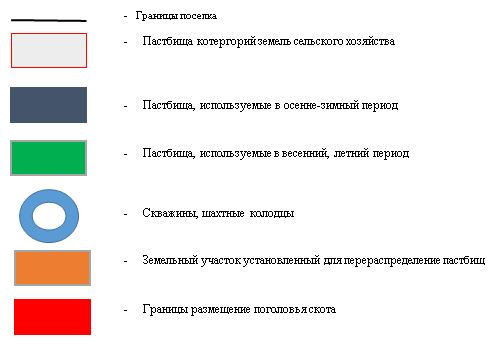 - Границы поселка
- Пастбища котергорий земель сельского хозяйства
- Пастбища, используемые в осенне-зимный период
- Пастбища, используемые в весенний, летний период
- Скважины, шахтные колодцы
- Земельный участок установленный для перераспределение пастбищ
- Границы размещение поголовья скота